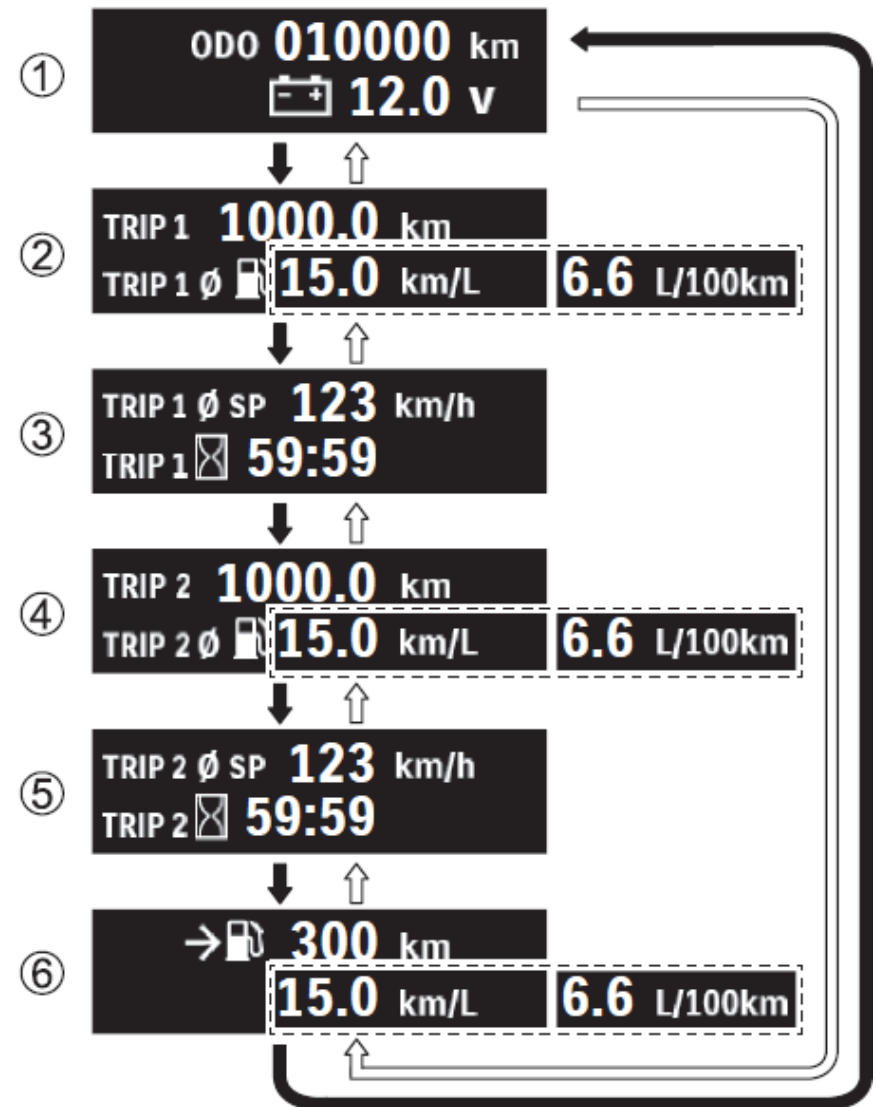 ① ODO 010000 km
12.0 v
② TRIP 1 1000.0 km
TRIP 1 Ø 15.0 km/L 6.6 L/100km
③ TRIP 1 Ø SP 123 km/h
TRIP 1 59:59
④ TRIP 2 1000.0 km
TRIP 2 Ø 15.0 km/L 6.6 L/100km
⑤ TRIP 2 Ø SP 123 km/h
TRIP 2 59:59
⑥ 300 km
15.0 km/L 6.6 L/100km